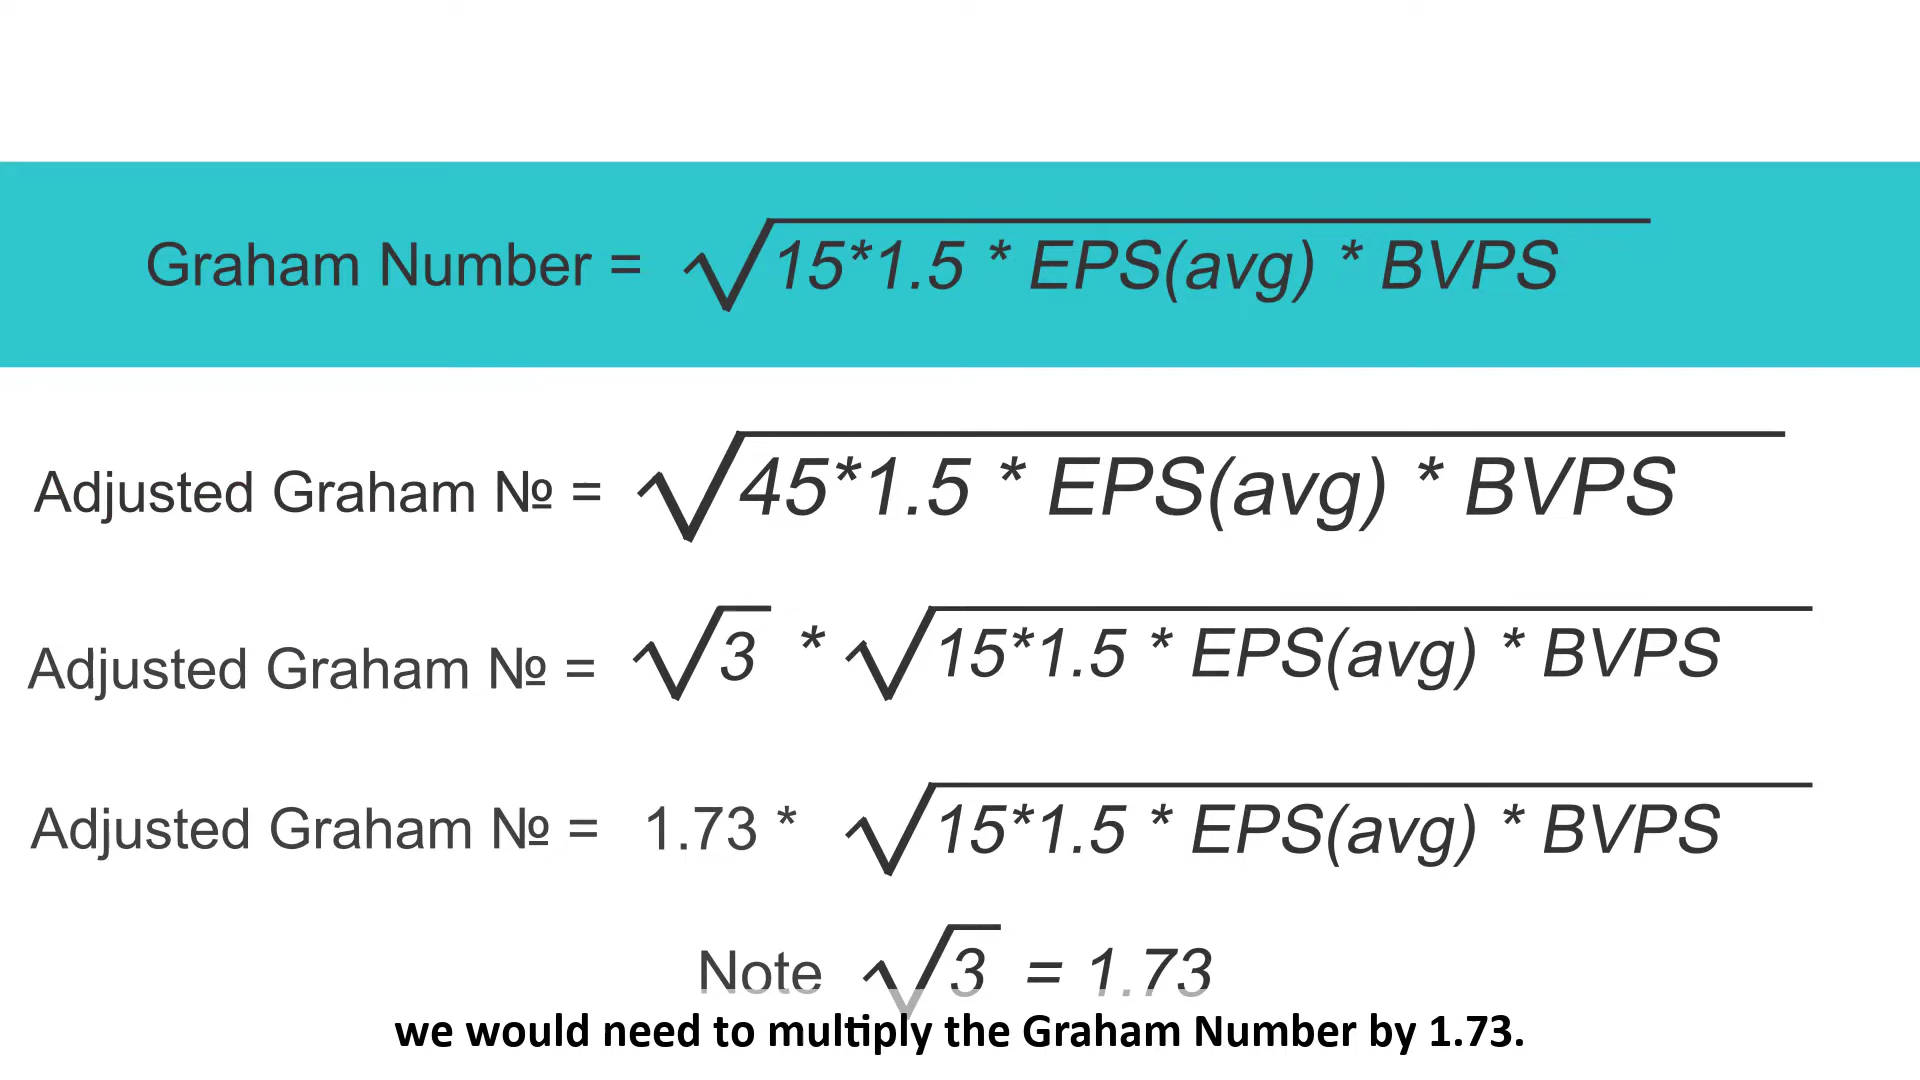 Graham Number = √15*1.5 * EPS(avg) * BVPS
Adjusted Graham № = √45*1.5 * EPS(avg) * BVPS
Adjusted Graham № = √3 * √15*1.5 * EPS(avg) * BVPS
Adjusted Graham № = 1.73 * √15*1.5 * EPS(avg) * BVPS
Note √3 = 1.73
we would need to multiply the Graham Number by 1.73.